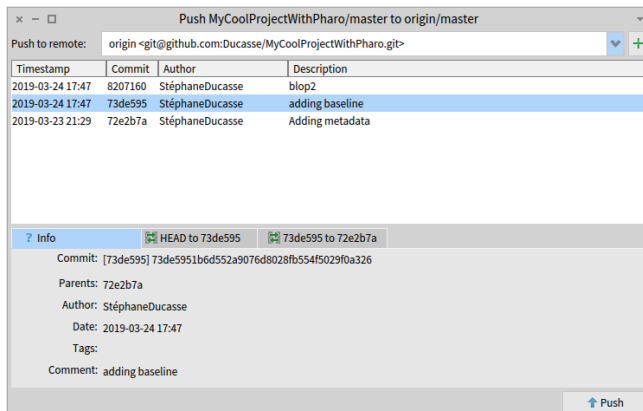 Push MyCoolProjectWithPharo/master to origin/master
Push to remote: origin <git@github.com:Ducasse/MyCoolProjectWithPharo.git>
Timestamp Commit Author Description
2019-03-24 17:47 8207160 StéphaneDucasse blop2
2019-03-24 17:47 73de595 StéphaneDucasse adding baseline
2019-03-23 21:29 72e2b7a StéphaneDucasse Adding metadata
? Info HEAD to 73de595 73de595 to 72e2b7a
Commit: [73de595] 73de5951b6d552a9076d8028fb554f5029f0a326
Parents: 72e2b7a
Author: StéphaneDucasse
Date: 2019-03-24 17:47
Tags:
Comment: adding baseline
Push